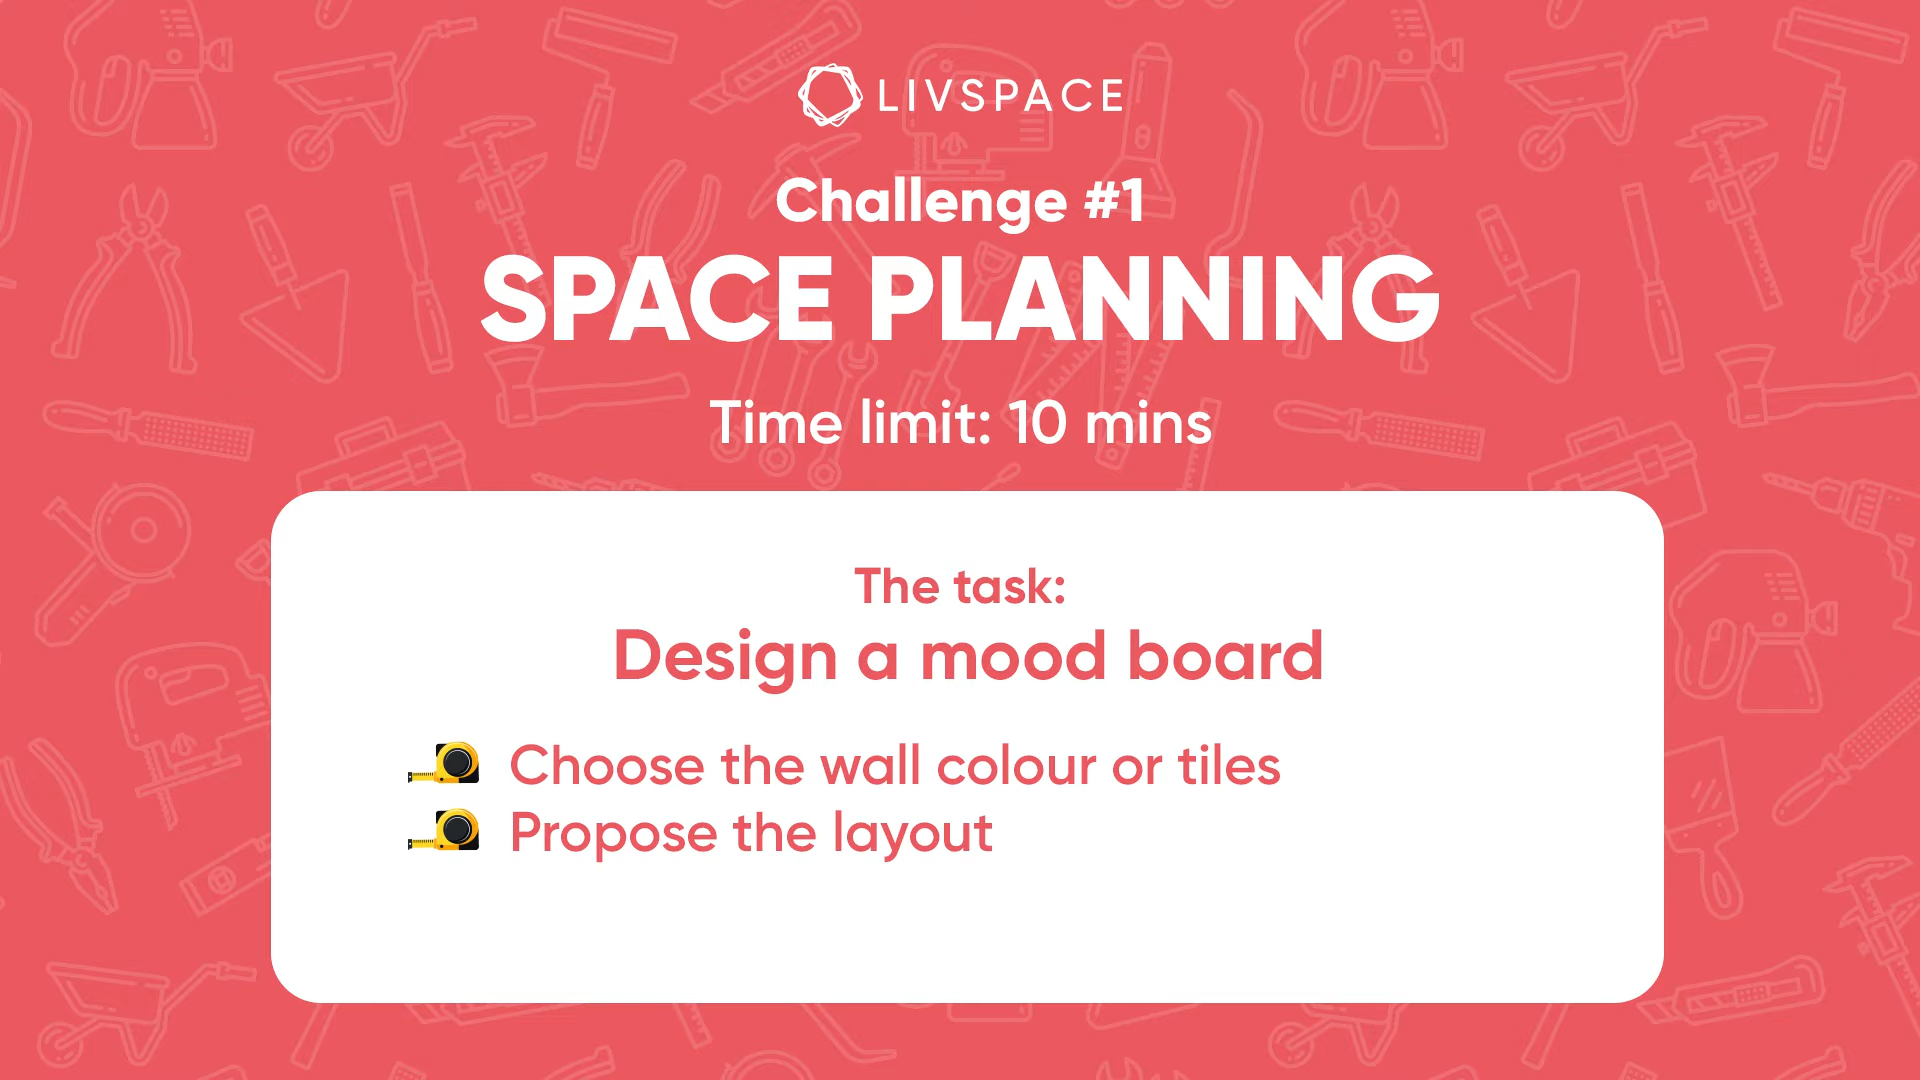 LIVSPACE
Challenge #1
SPACE PLANNING
Time limit: 10 mins
The task:
Design a mood board
Choose the wall colour or tiles
Propose the layout